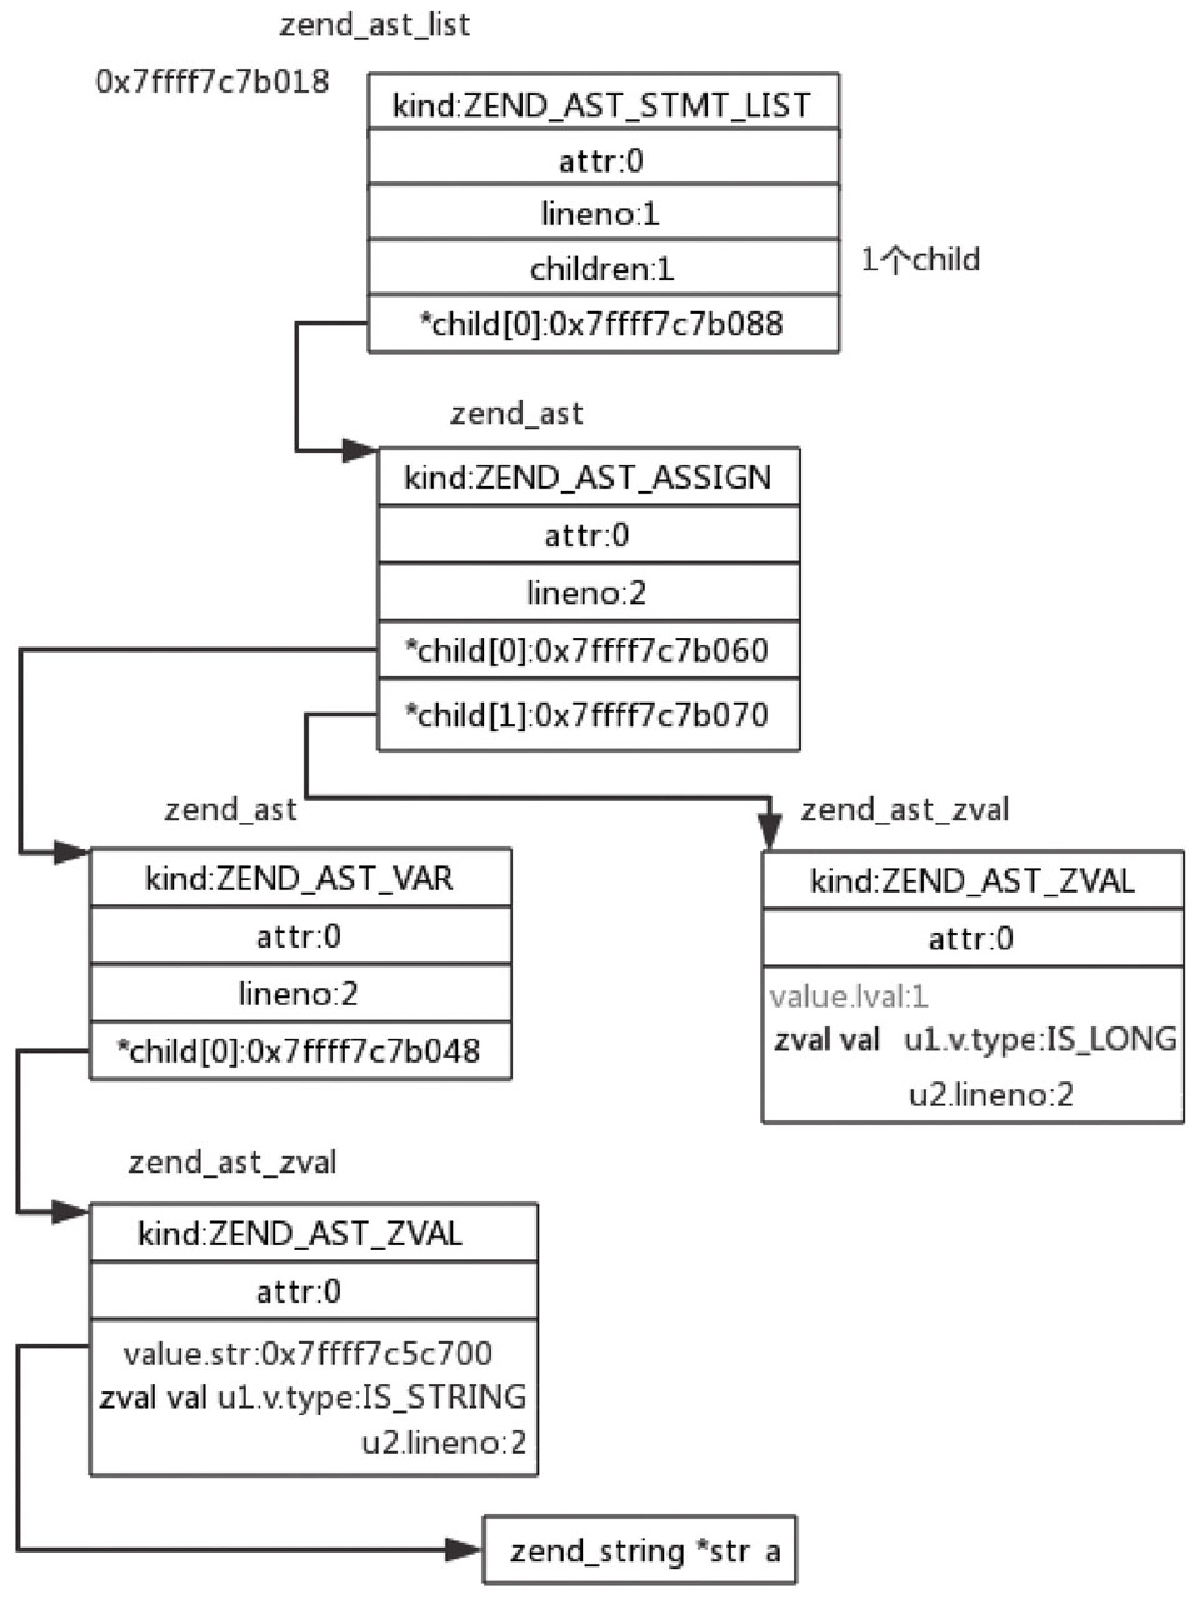 zend_ast_list
0x7ffff7c7b018
kind:ZEND_AST_STMT_LIST
attr:0
lineno:1
children:1
1个child
*child[0]:0x7ffff7c7b088
zend_ast
kind:ZEND_AST_ASSIGN
attr:0
lineno:2
*child[0]:0x7ffff7c7b060
*child[1]:0x7ffff7c7b070
zend_ast
kind:ZEND_AST_VAR
attr:0
lineno:2
*child[0]:0x7ffff7c7b048
zend_ast_zval
kind:ZEND_AST_ZVAL
attr:0
value.lval:1
zval val u1.v.type:IS_LONG
u2.lineno:2
zend_ast_zval
kind:ZEND_AST_ZVAL
attr:0
value.str:0x7ffff7c5c700
zval val u1.v.type:IS_STRING
u2.lineno:2
zend_string *str a